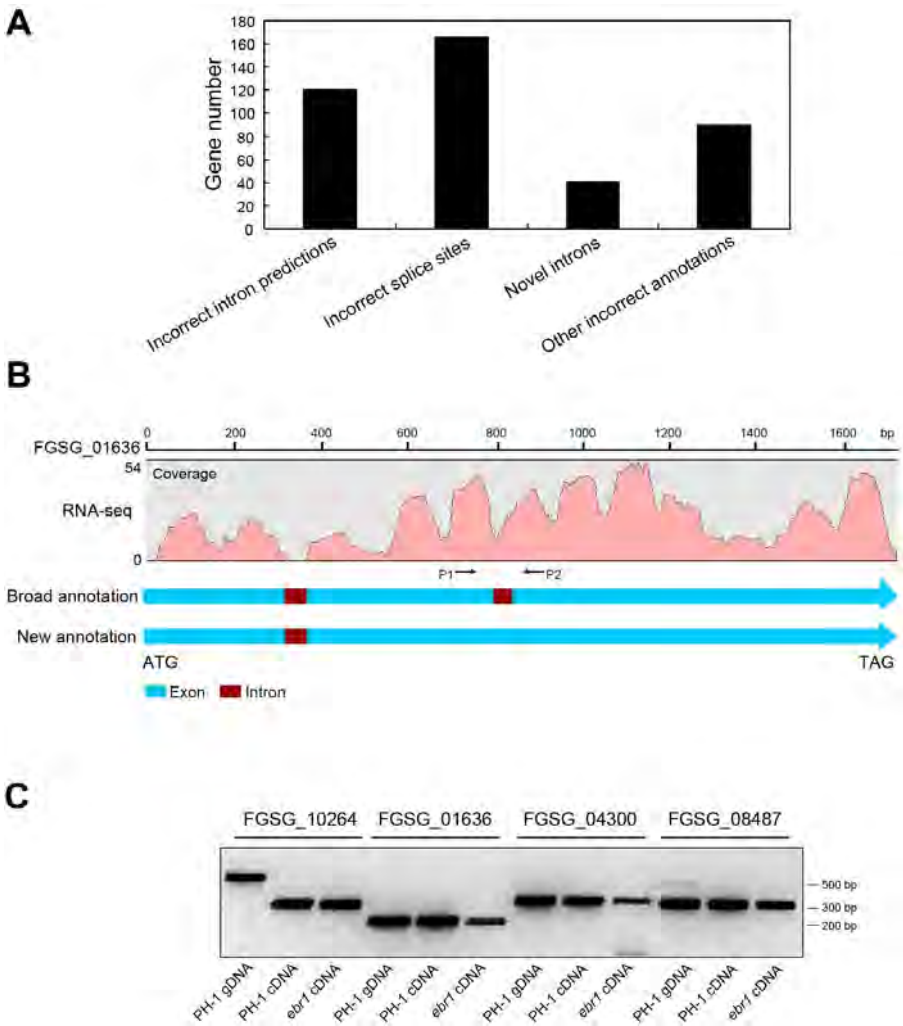 A
Gene number
180
160
140
120
100
80
60
40
20
0
Incorrect intron predictions
Incorrect splice sites
Novel introns
Other incorrect annotations
B
0 200 400 600 800 1000 1200 1400 1600 bp
FGSG_01636
54
Coverage
RNA-seq
0
P1 P2
Broad annotation
New annotation
ATG TAG
Exon Intron
C
FGSG_10264 FGSG_01636 FGSG_04300 FGSG_08487
500 bp
300 bp
200 bp
PH-1 gDNA PH-1 cDNA ebr1 cDNA PH-1 gDNA PH-1 cDNA ebr1 cDNA PH-1 gDNA PH-1 cDNA ebr1 cDNA PH-1 gDNA PH-1 cDNA ebr1 cDNA